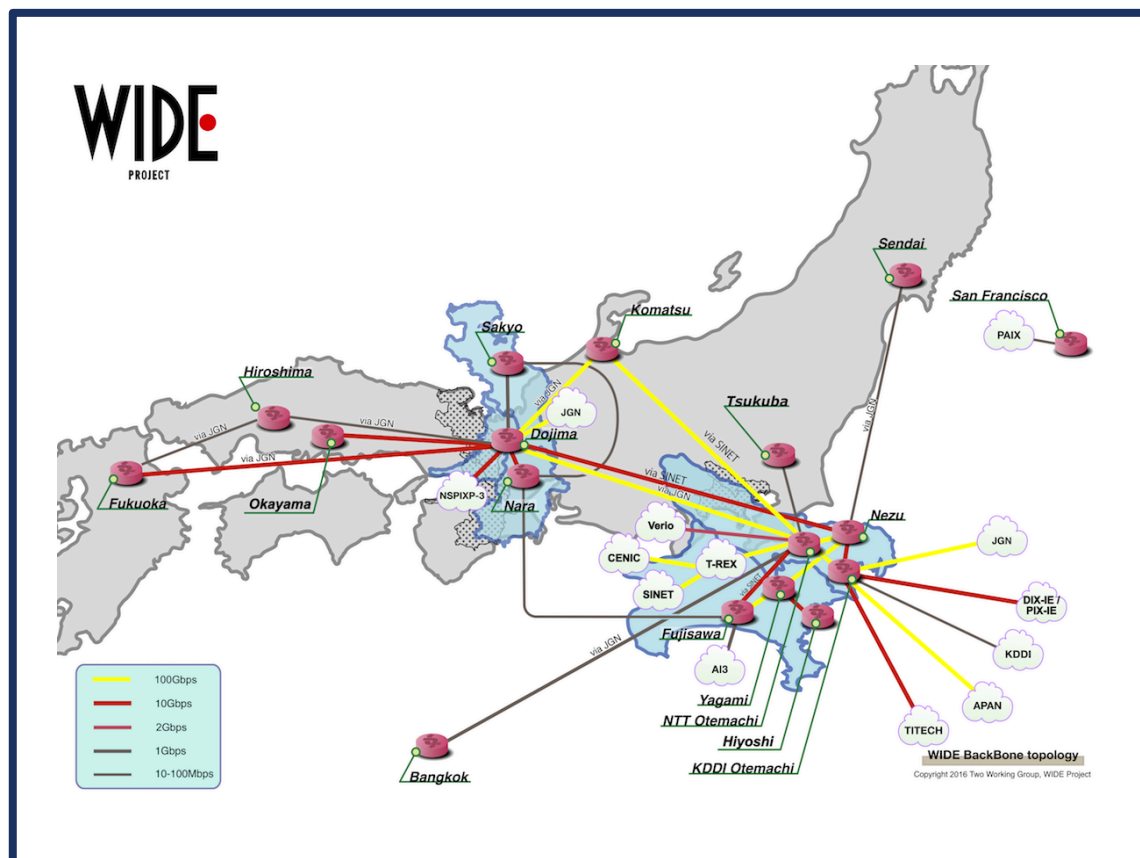 WIDE
PROJECT
Sendai
San Francisco
PAIX
Komatsu
Sakyo
via JGN
JGN
Hiroshima
via JGN
via JGN
via JGN
Dojima
Tsukuba
via SINET
via JGN
via SINET
via JGN
Fukuoka
Okayama
NSPIXP-3
Nara
Nezu
Verio
CENIC
T-REX
SINET
JGN
via SINET
DIX-IE /
PIX-IE
Fujisawa
KDDI
via JGN
AI3
Yagami
APAN
NTT Otemachi
TITECH
Hiyoshi
KDDI Otemachi
Bangkok
100Gbps
10Gbps
2Gbps
1Gbps
10-100Mbps
WIDE BackBone topology
Copyright 2016 Two Working Group, WIDE Project